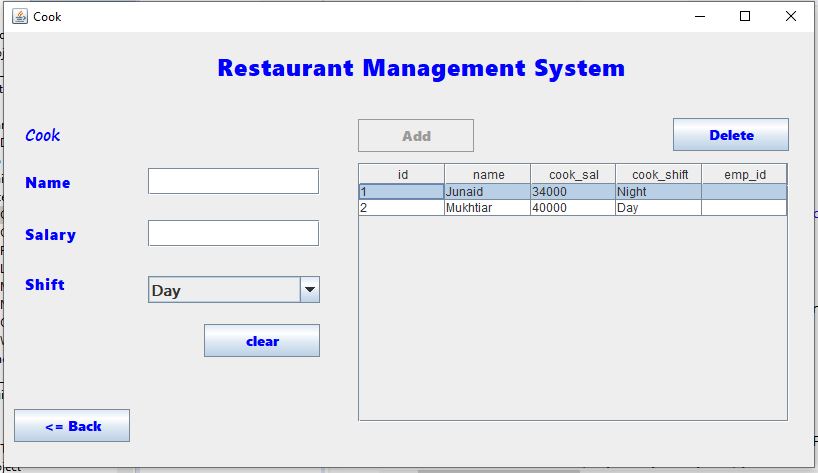 Cook
Restaurant Management System
Cook
Add
Delete
Name
Salary
Shift
Day
clear
<= Back
id name cook_sal cook_shift emp_id
1 Junaid 34000 Night
2 Mukhtiar 40000 Day